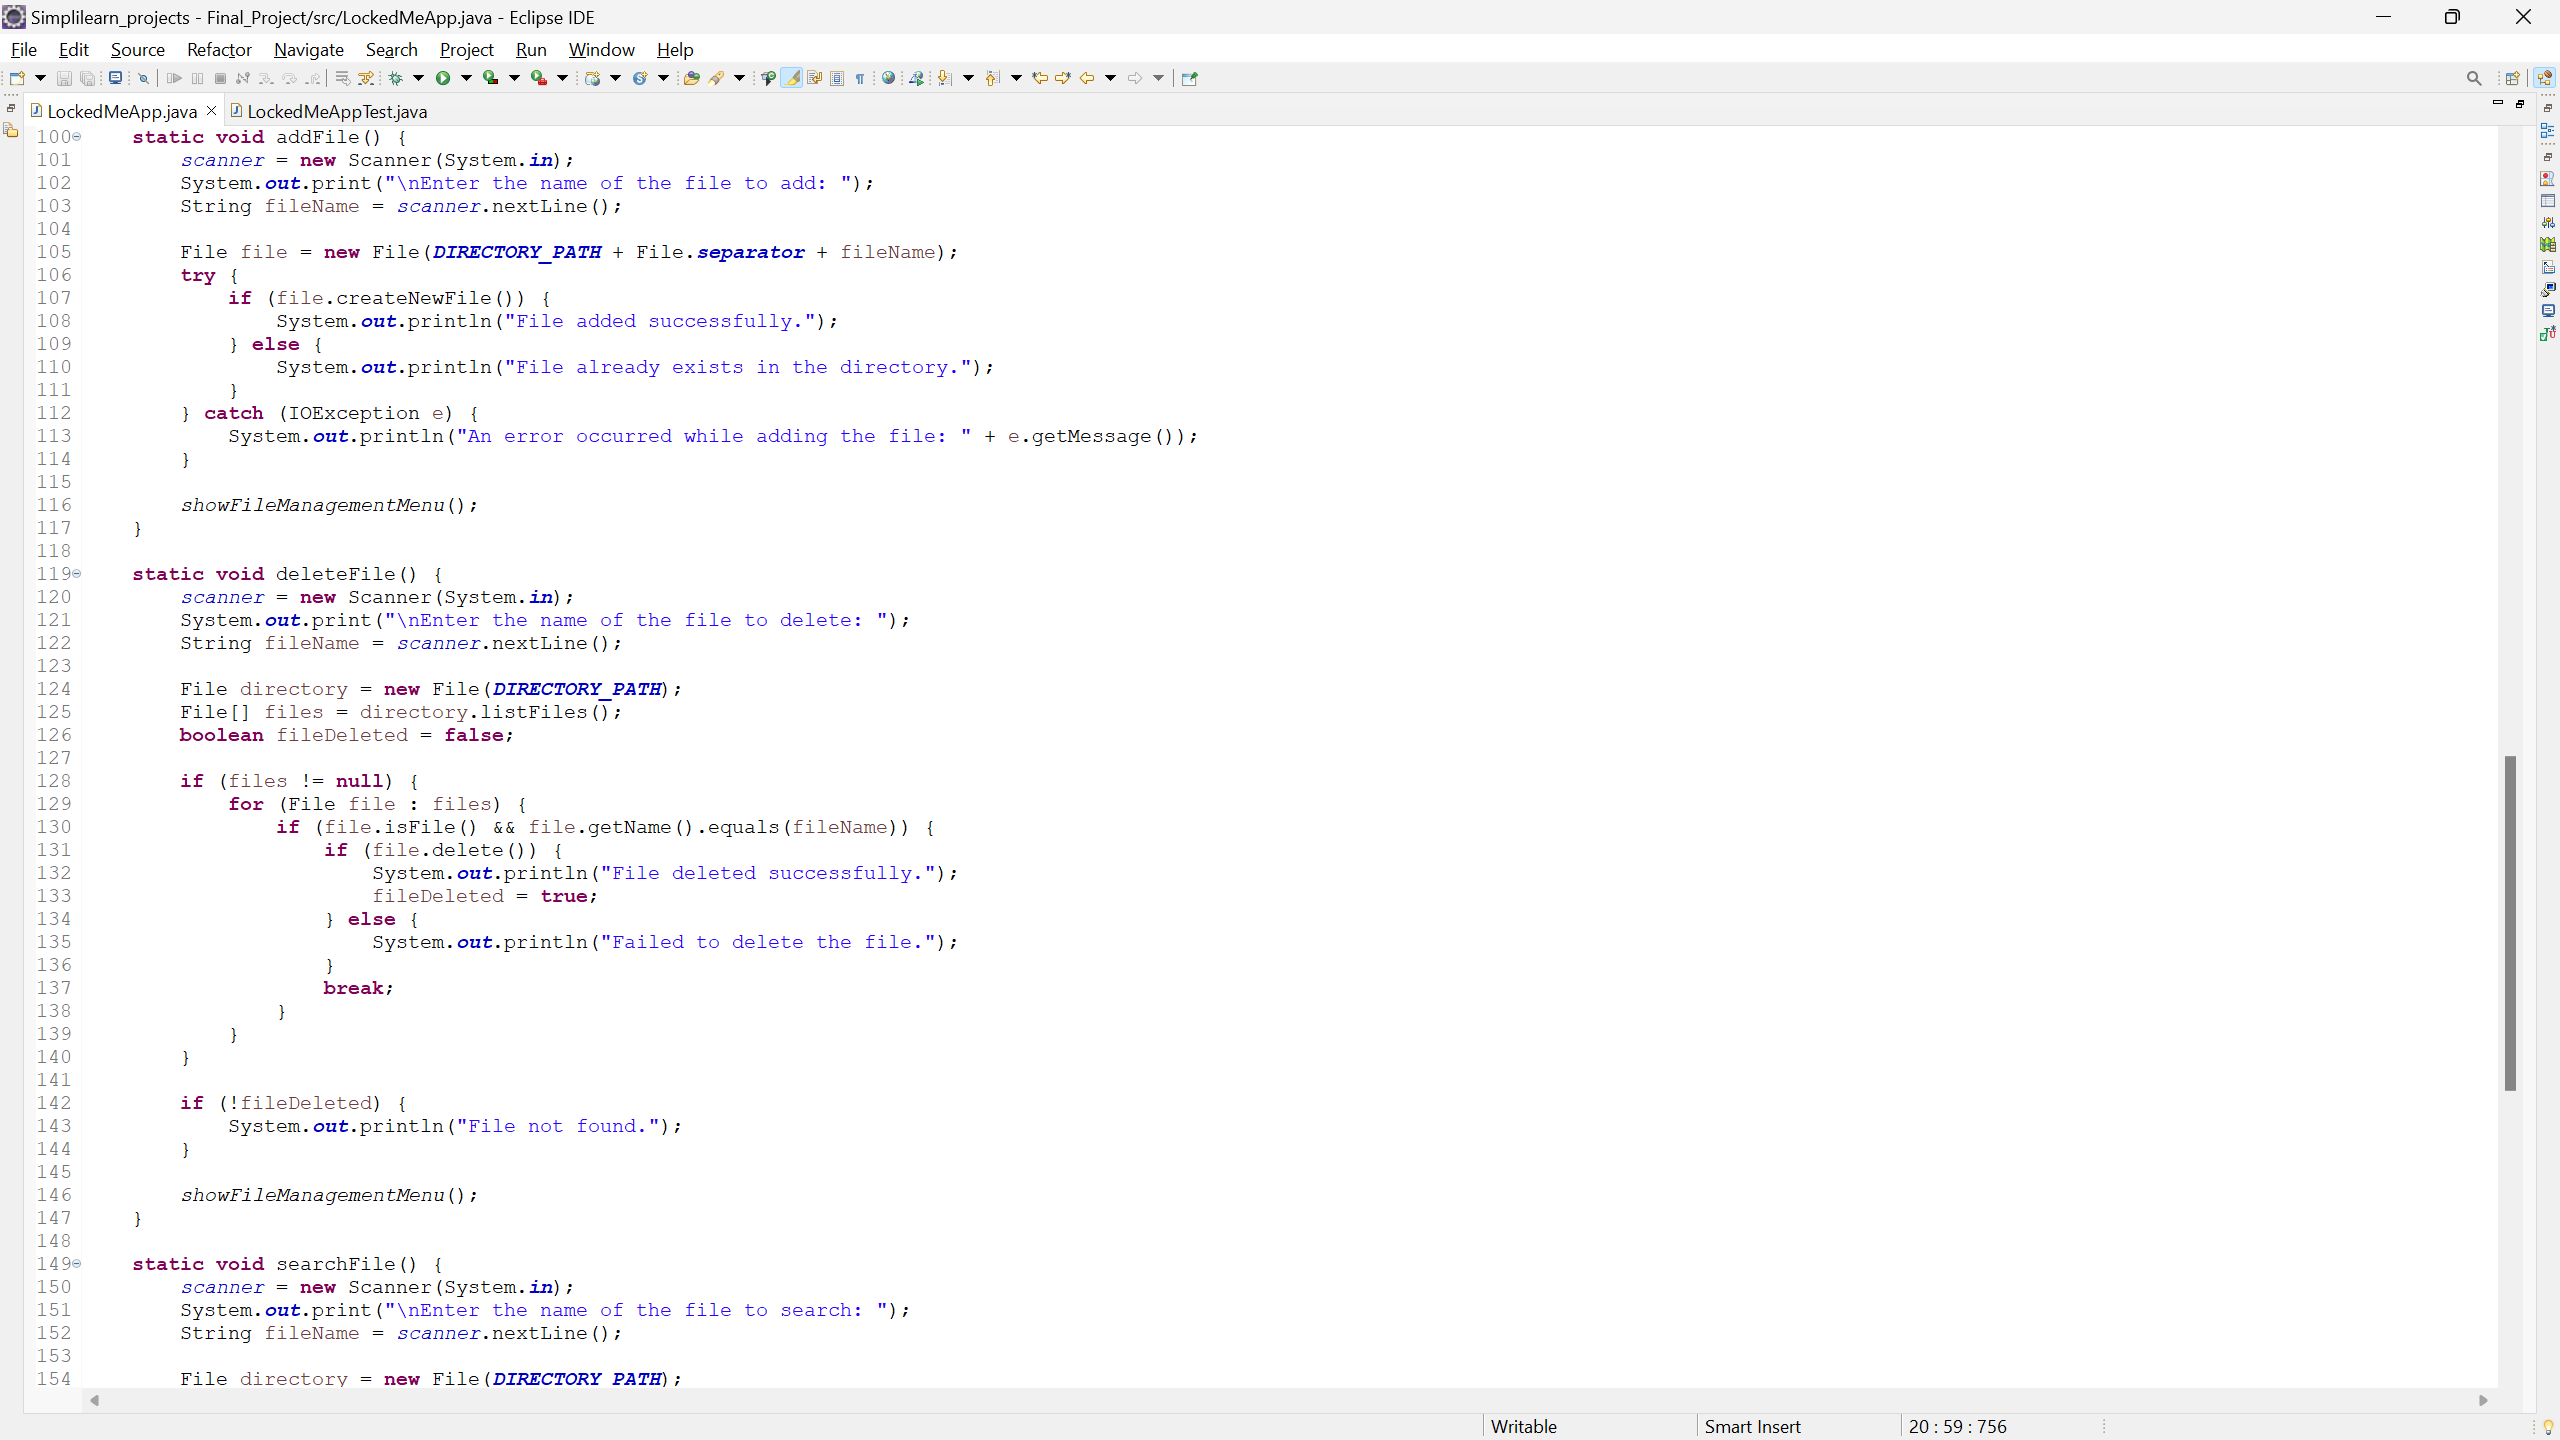 Simplilearn_projects - Final_Project/src/LockedMeApp.java - Eclipse IDE
File Edit Source Refactor Navigate Search Project Run Window Help
LockedMeApp.java LockedMeAppTest.java
100 static void addFile() {
101 scanner = new Scanner(System.in);
102 System.out.print("\nEnter the name of the file to add: ");
103 String fileName = scanner.nextLine();
104
105 File file = new File(DIRECTORY_PATH + File.separator + fileName);
106 try {
107 if (file.createNewFile()) {
108 System.out.println("File added successfully.");
109 } else {
110 System.out.println("File already exists in the directory.");
111 }
112 } catch (IOException e) {
113 System.out.println("An error occurred while adding the file: " + e.getMessage());
114 }
115
116 showFileManagementMenu();
117 }
118
119 static void deleteFile() {
120 scanner = new Scanner(System.in);
121 System.out.print("\nEnter the name of the file to delete: ");
122 String fileName = scanner.nextLine();
123
124 File directory = new File(DIRECTORY_PATH);
125 File[] files = directory.listFiles();
126 boolean fileDeleted = false;
127
128 if (files != null) {
129 for (File file : files) {
130 if (file.isFile() && file.getName().equals(fileName)) {
131 if (file.delete()) {
132 System.out.println("File deleted successfully.");
133 fileDeleted = true;
134 } else {
135 System.out.println("Failed to delete the file.");
136 }
137 break;
138 }
139 }
140 }
141
142 if (!fileDeleted) {
143 System.out.println("File not found.");
144 }
145
146 showFileManagementMenu();
147 }
148
149 static void searchFile() {
150 scanner = new Scanner(System.in);
151 System.out.print("\nEnter the name of the file to search: ");
152 String fileName = scanner.nextLine();
153
154 File directory = new File(DIRECTORY_PATH);
Writable Smart Insert 20 : 59 : 756